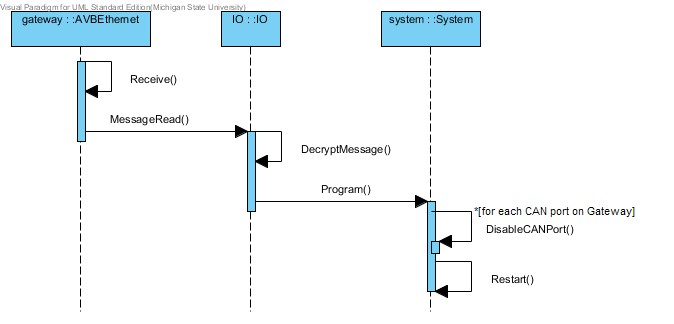 Visual Paradigm for UML Standard Edition(Michigan State University)
gateway : :AVBEthernet
IO : :IO
system : :System
Receive()
MessageRead()
DecryptMessage()
Program()
*[for each CAN port on Gateway]
DisableCANPort()
Restart()